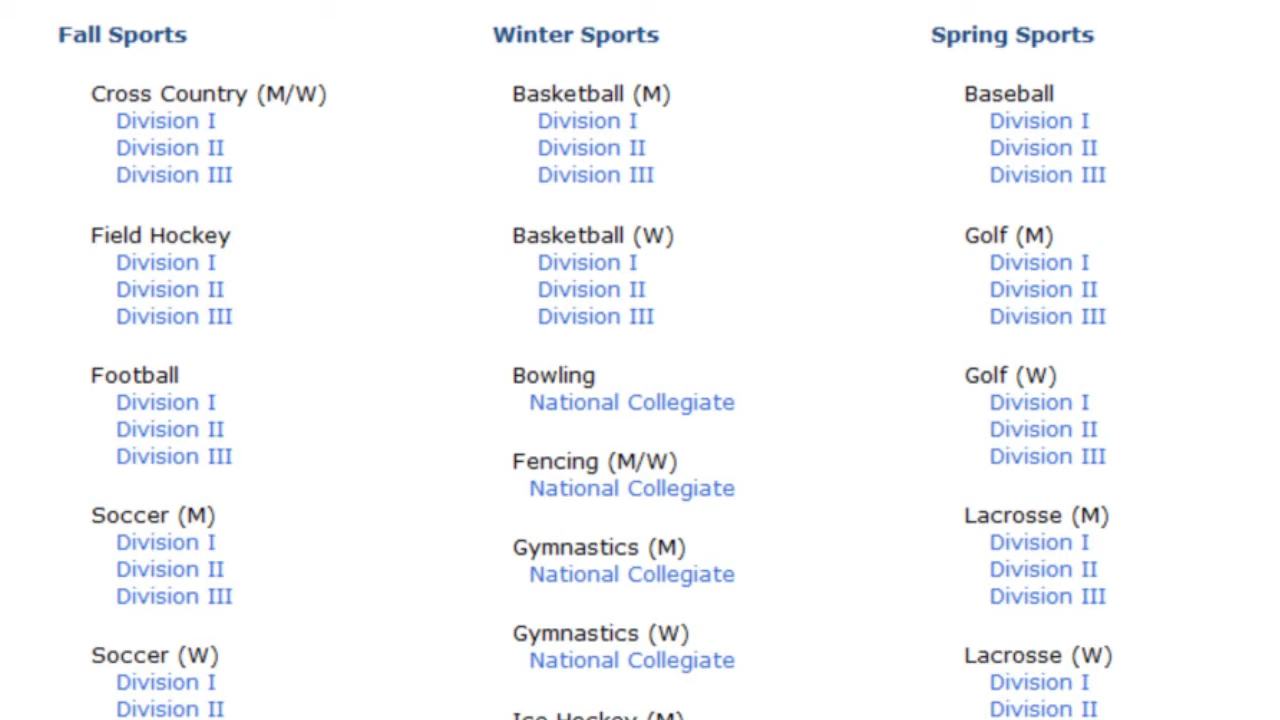 Fall Sports
Cross Country (M/W)
Division I
Division II
Division III
Field Hockey
Division I
Division II
Division III
Football
Division I
Division II
Division III
Soccer (M)
Division I
Division II
Division III
Soccer (W)
Division I
Division II
Winter Sports
Basketball (M)
Division I
Division II
Division III
Basketball (W)
Division I
Division II
Division III
Bowling
National Collegiate
Fencing (M/W)
National Collegiate
Gymnastics (M)
National Collegiate
Gymnastics (W)
National Collegiate
Ice Hockey (M)
Spring Sports
Baseball
Division I
Division II
Division III
Golf (M)
Division I
Division II
Division III
Golf (W)
Division I
Division II
Division III
Lacrosse (M)
Division I
Division II
Division III
Lacrosse (W)
Division I
Division II